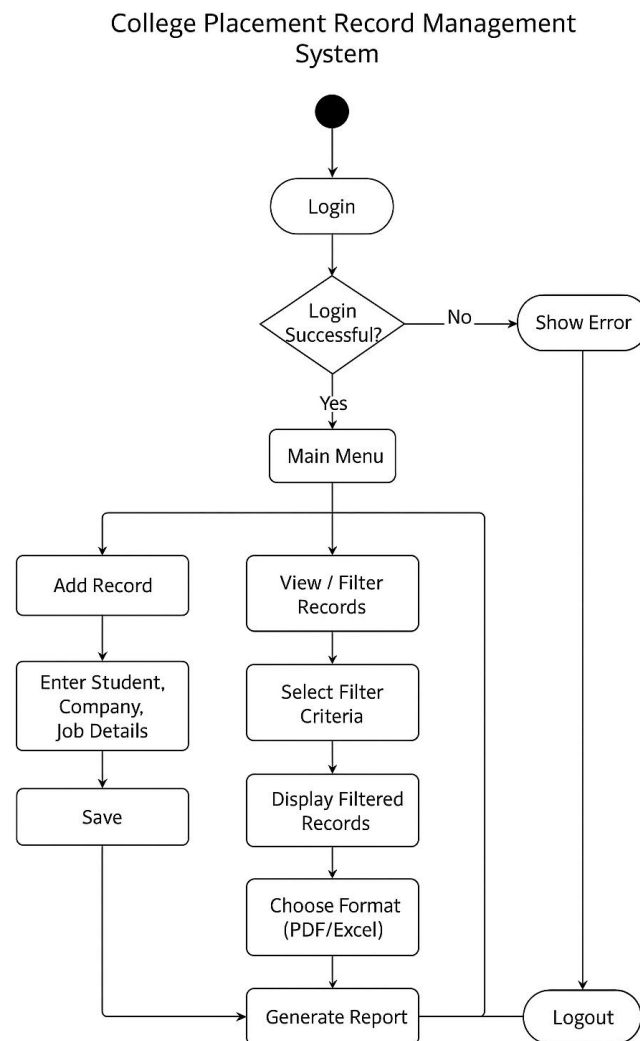 College Placement Record Management
System
Login
Login
Successful?
No
Show Error
Yes
Main Menu
Add Record
View / Filter
Records
Enter Student,
Company,
Job Details
Select Filter
Criteria
Save
Display Filtered
Records
Choose Format
(PDF/Excel)
Generate Report
Logout